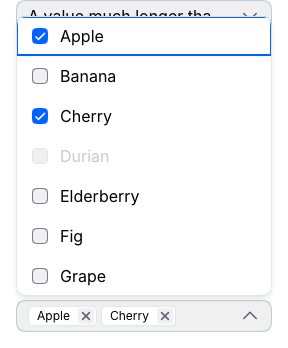 A value much longer tha
Apple
Banana
Cherry
Durian
Elderberry
Fig
Grape
Apple Cherry